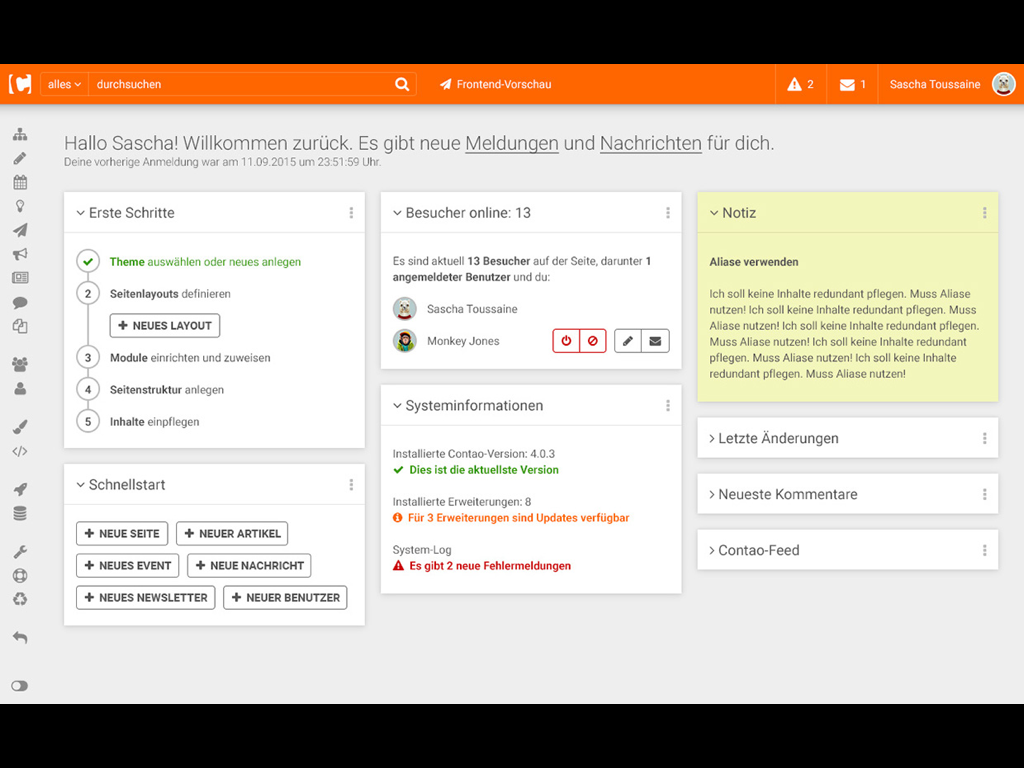 alles
durchsuchen
Frontend-Vorschau
2
1
Sascha Toussaine
Hallo Sascha! Willkommen zurück. Es gibt neue Meldungen und Nachrichten für dich.
Deine vorherige Anmeldung war am 11.09.2015 um 23:51:59 Uhr.
Erste Schritte
Theme auswählen oder neues anlegen
2 Seitenlayouts definieren
+ NEUES LAYOUT
3 Module einrichten und zuweisen
4 Seitenstruktur anlegen
5 Inhalte einpflegen
Schnellstart
+ NEUE SEITE
+ NEUER ARTIKEL
+ NEUES EVENT
+ NEUE NACHRICHT
+ NEUES NEWSLETTER
+ NEUER BENUTZER
Besucher online: 13
Es sind aktuell 13 Besucher auf der Seite, darunter 1
angemeldeter Benutzer und du:
Sascha Toussaine
Monkey Jones
Systeminformationen
Installierte Contao-Version: 4.0.3
Dies ist die aktuellste Version
Installierte Erweiterungen: 8
Für 3 Erweiterungen sind Updates verfügbar
System-Log
Es gibt 2 neue Fehlermeldungen
Notiz
Aliase verwenden
Ich soll keine Inhalte redundant pflegen. Muss Aliase
nutzen! Ich soll keine Inhalte redundant pflegen. Muss
Aliase nutzen! Ich soll keine Inhalte redundant pflegen.
Muss Aliase nutzen! Ich soll keine Inhalte redundant
pflegen. Muss Aliase nutzen! Ich soll keine Inhalte
redundant pflegen. Muss Aliase nutzen!
Letzte Änderungen
Neueste Kommentare
Contao-Feed